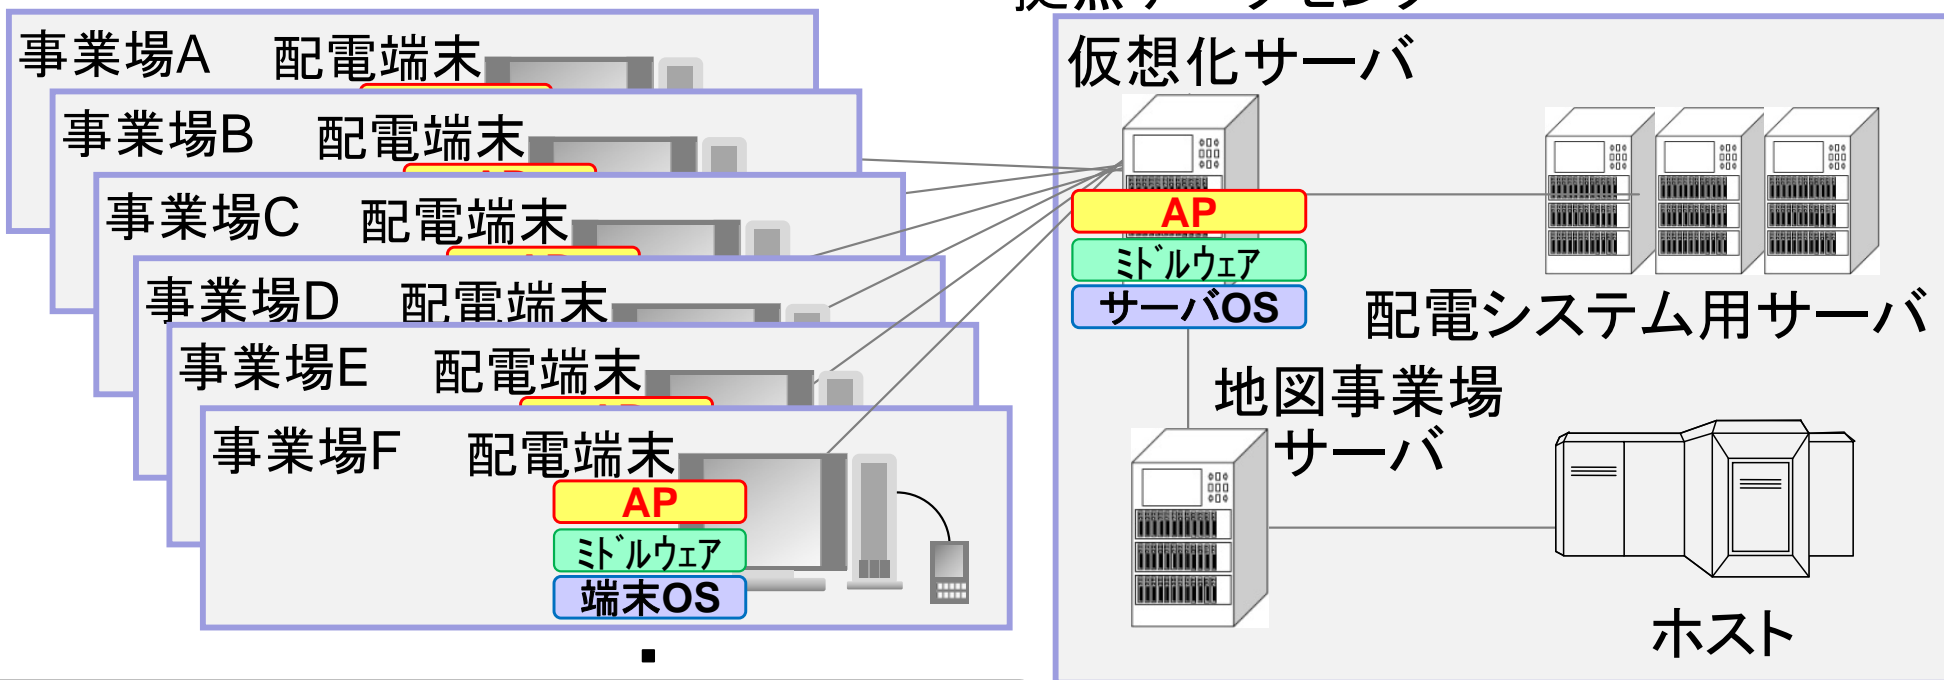 事業場A 配電端末
事業場B 配電端末
事業場C 配電端末
事業場D 配電端末
事業場E 配電端末
事業場F 配電端末
AP
ミドルウェア
端末OS
仮想化サーバ
AP
ミドルウェア
サーバOS
配電システム用サーバ
地図事業場
サーバ
ホスト